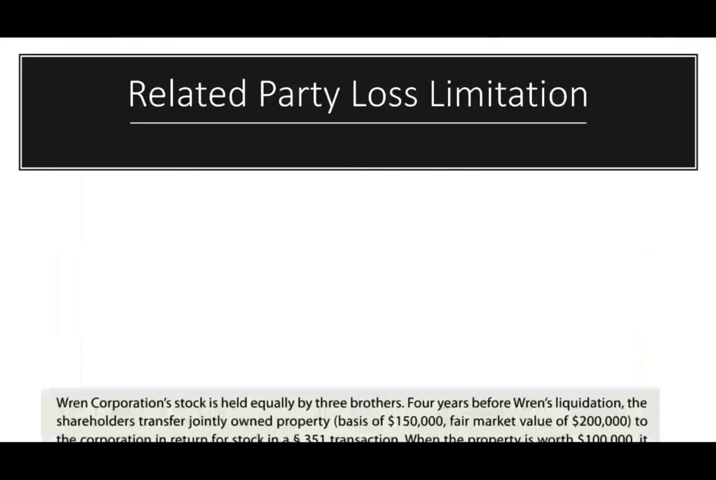 Related Party Loss Limitation
Wren Corporation's stock is held equally by three brothers. Four years before Wren's liquidation, the
shareholders transfer jointly owned property (basis of $150,000, fair market value of $200,000) to
the corporation in return for stock in a § 351 transaction. When the property is worth $100,000, it